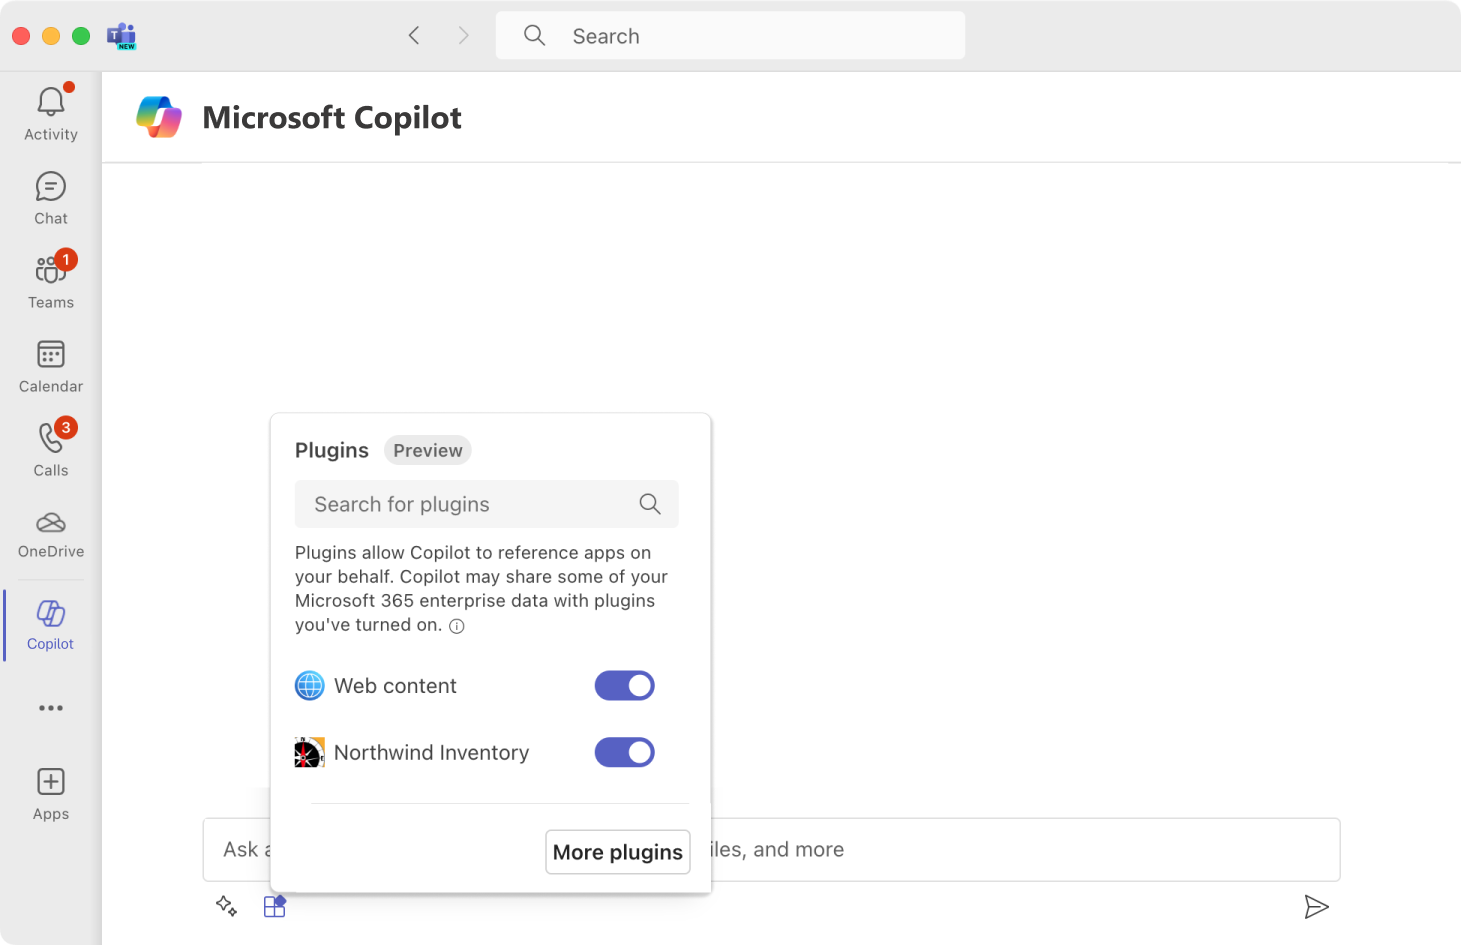 T
NEW
Search
Activity
Microsoft Copilot
Chat
1
Teams
Calendar
3
Calls
OneDrive
Copilot
Apps
Plugins Preview
Search for plugins
Plugins allow Copilot to reference apps on
your behalf. Copilot may share some of your
Microsoft 365 enterprise data with plugins
you've turned on.
Web content
Northwind Inventory
More plugins
Ask
and more